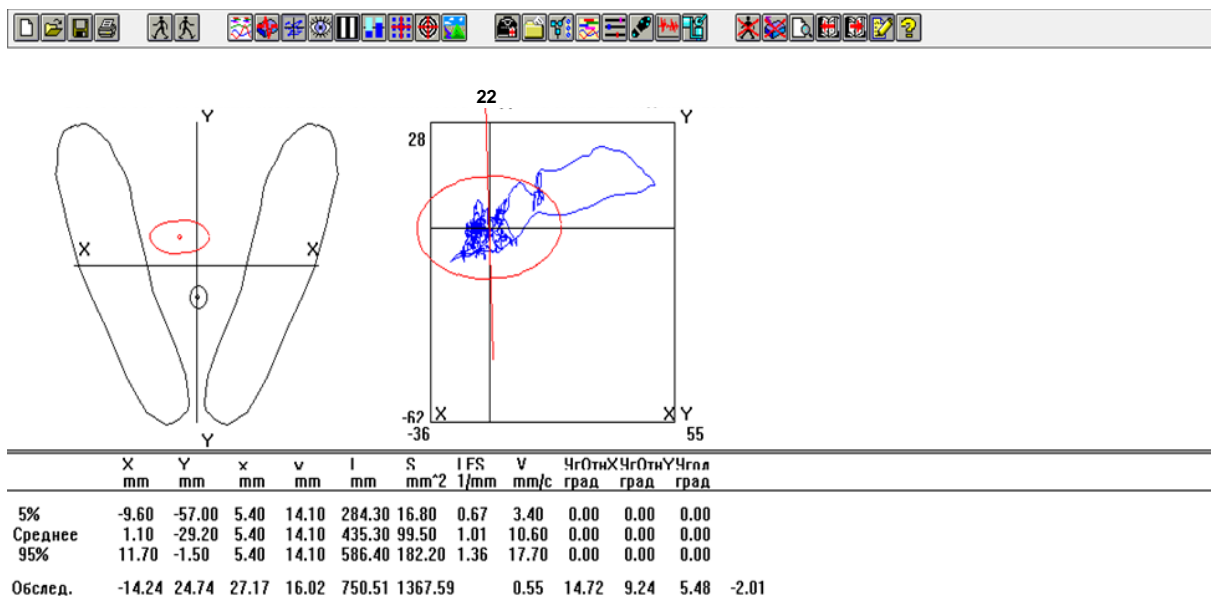 22
Y
Y
28
X
X
-62
X
X
Y
-36
55
Y
X Y x y L S LFS V УгОтнX УгОтнY Угол
mm mm mm mm mm mm^2 1/mm mm/c град град град
5% -9.60 -57.00 5.40 14.10 284.30 16.80 0.67 3.40 0.00 0.00 0.00
Среднее 1.10 -29.20 5.40 14.10 435.30 99.50 1.01 10.60 0.00 0.00 0.00
95% 11.70 -1.50 5.40 14.10 586.40 182.20 1.36 17.70 0.00 0.00 0.00
Обслед. -14.24 24.74 27.17 16.02 750.51 1367.59 0.55 14.72 9.24 5.48 -2.01